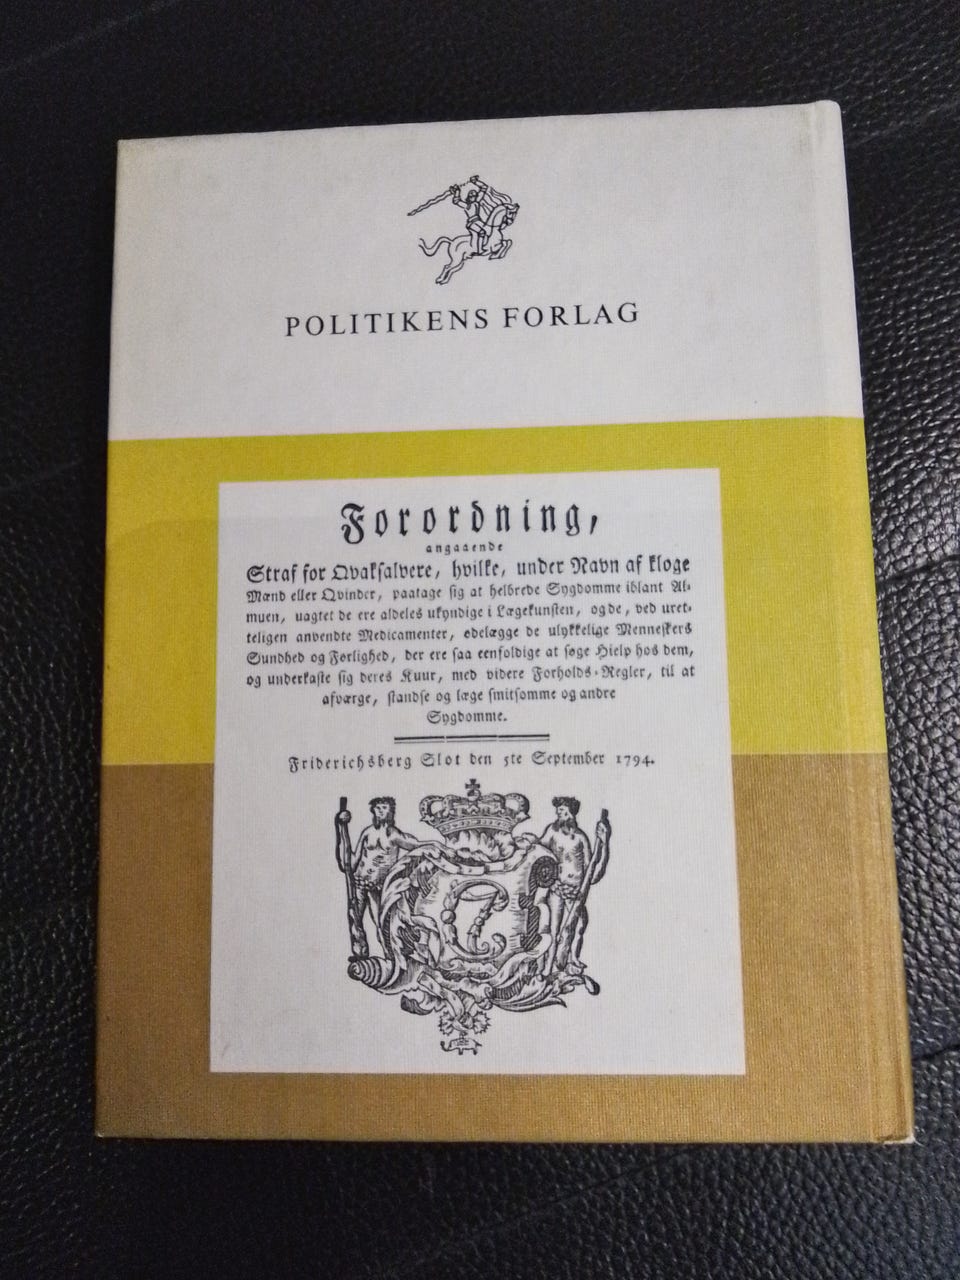 POLITIKENS FORLAG
Forordning,
angaaende
Straf for Qvaksalvere, hvilke, under Navn af kloge
Mænd eller Qvinder, paatage sig at helbrede Sygdomme iblant Al-
muen, uagtet de ere aldeles ukyndige i Lægekunsten, og de, ved uret-
teligen anvendte Medicamenter, ødelægge de ulykkelige Menneskers
Sundhed og Førlighed, der ere saa eenfoldige at søge Hielp hos dem,
og underkaste sig deres Kuur, med videre Forholds-Regler, til at
afværge, standse og læge smitsomme og andre
Sygdomme.
Friderichsberg Slot den 5te September 1794.